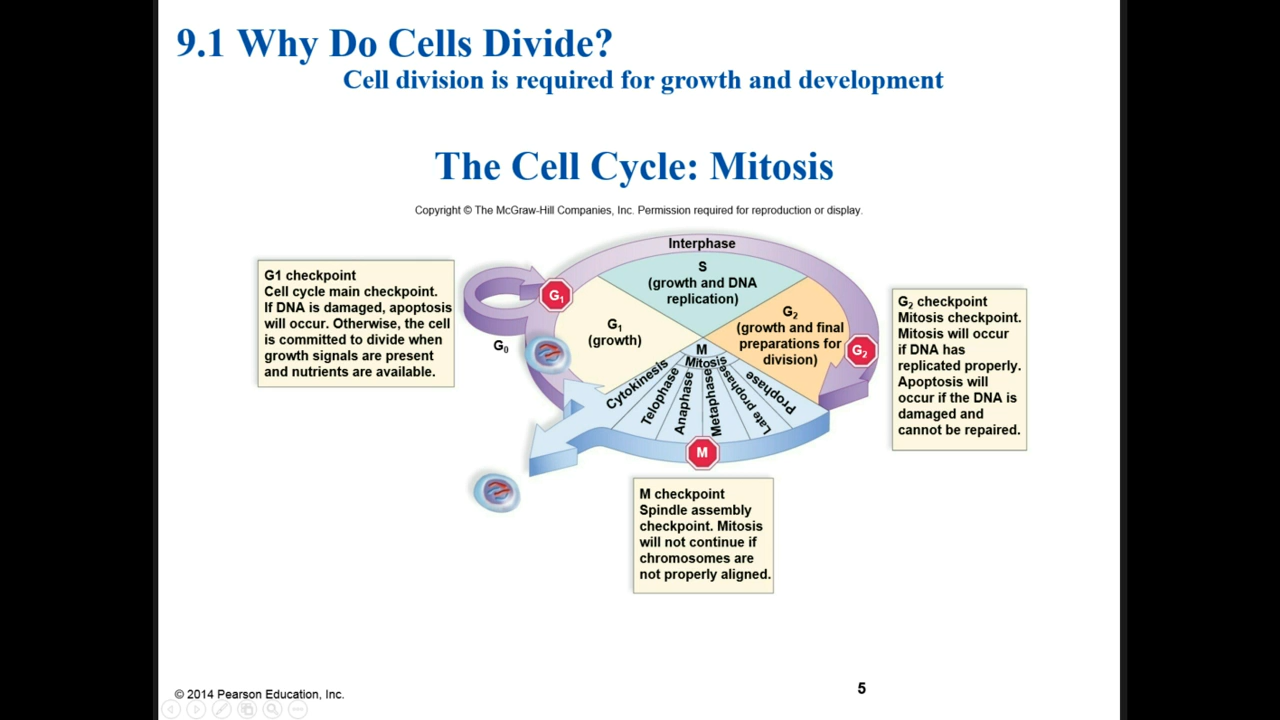 9.1 Why Do Cells Divide?
Cell division is required for growth and development
The Cell Cycle: Mitosis
Copyright © The McGraw-Hill Companies, Inc. Permission required for reproduction or display.
G1 checkpoint
Cell cycle main checkpoint.
If DNA is damaged, apoptosis
will occur. Otherwise, the cell
is committed to divide when
growth signals are present
and nutrients are available.
Interphase
S
(growth and DNA
replication)
G₁
G₁
(growth)
G₂
(growth and final
preparations for
division)
G₂
G₀
M
Mitosis
Cytokinesis
Telophase
Anaphase
Metaphase
Late prophase
Prophase
M
G₂ checkpoint
Mitosis checkpoint.
Mitosis will occur
if DNA has
replicated properly.
Apoptosis will
occur if the DNA is
damaged and
cannot be repaired.
M checkpoint
Spindle assembly
checkpoint. Mitosis
will not continue if
chromosomes are
not properly aligned.
© 2014 Pearson Education, Inc.
5